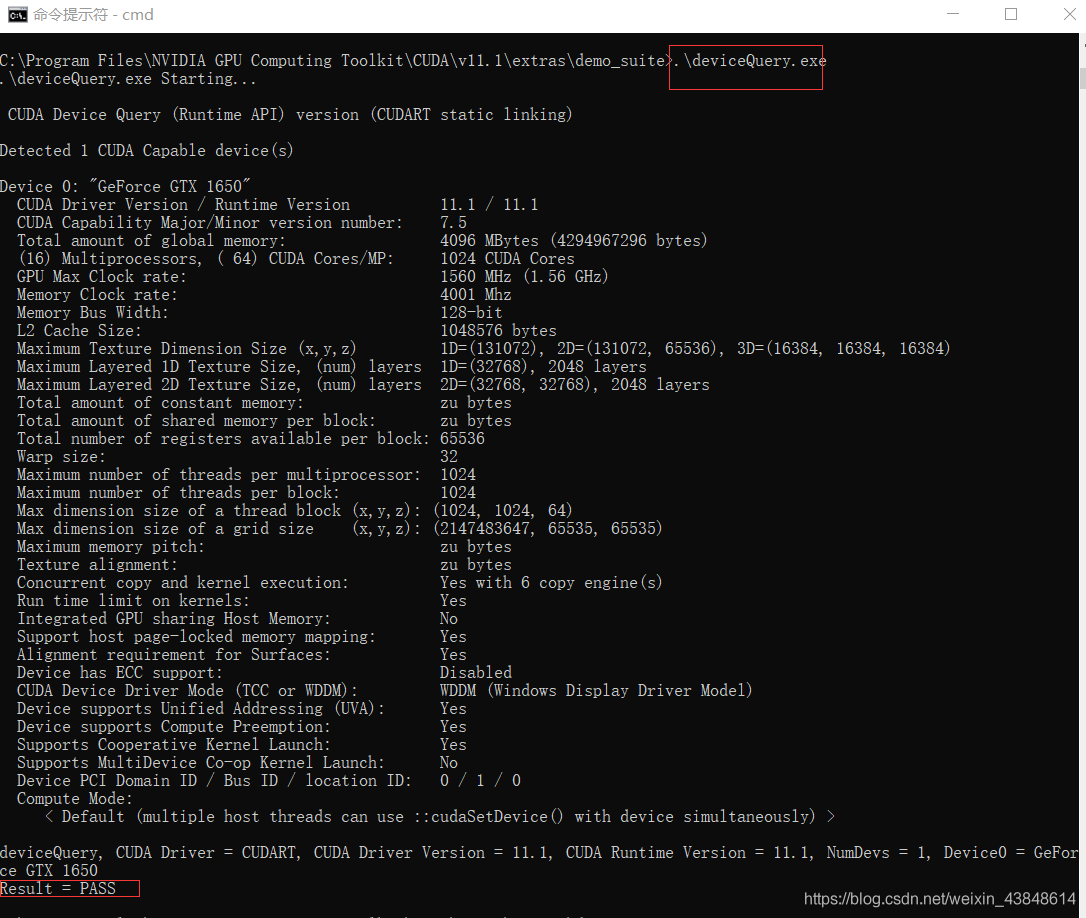 命令提示符 - cmd
C:\Program Files\NVIDIA GPU Computing Toolkit\CUDA\v11.1\extras\demo_suite>.\deviceQuery.exe
.\deviceQuery.exe Starting...
CUDA Device Query (Runtime API) version (CUDART static linking)
Detected 1 CUDA Capable device(s)
Device 0: "GeForce GTX 1650"
CUDA Driver Version / Runtime Version 11.1 / 11.1
CUDA Capability Major/Minor version number: 7.5
Total amount of global memory: 4096 MBytes (4294967296 bytes)
(16) Multiprocessors, ( 64) CUDA Cores/MP: 1024 CUDA Cores
GPU Max Clock rate: 1560 MHz (1.56 GHz)
Memory Clock rate: 4001 Mhz
Memory Bus Width: 128-bit
L2 Cache Size: 1048576 bytes
Maximum Texture Dimension Size (x,y,z) 1D=(131072), 2D=(131072, 65536), 3D=(16384, 16384, 16384)
Maximum Layered 1D Texture Size, (num) layers 1D=(32768), 2048 layers
Maximum Layered 2D Texture Size, (num) layers 2D=(32768, 32768), 2048 layers
Total amount of constant memory: zu bytes
Total amount of shared memory per block: zu bytes
Total number of registers available per block: 65536
Warp size: 32
Maximum number of threads per multiprocessor: 1024
Maximum number of threads per block: 1024
Max dimension size of a thread block (x,y,z): (1024, 1024, 64)
Max dimension size of a grid size (x,y,z): (2147483647, 65535, 65535)
Maximum memory pitch: zu bytes
Texture alignment: zu bytes
Concurrent copy and kernel execution: Yes with 6 copy engine(s)
Run time limit on kernels: Yes
Integrated GPU sharing Host Memory: No
Support host page-locked memory mapping: Yes
Alignment requirement for Surfaces: Yes
Device has ECC support: Disabled
CUDA Device Driver Mode (TCC or WDDM): WDDM (Windows Display Driver Model)
Device supports Unified Addressing (UVA): Yes
Device supports Compute Preemption: Yes
Supports Cooperative Kernel Launch: Yes
Supports MultiDevice Co-op Kernel Launch: No
Device PCI Domain ID / Bus ID / location ID: 0 / 1 / 0
Compute Mode:
< Default (multiple host threads can use ::cudaSetDevice() with device simultaneously) >
deviceQuery, CUDA Driver = CUDART, CUDA Driver Version = 11.1, CUDA Runtime Version = 11.1, NumDevs = 1, Device0 = GeFor
ce GTX 1650
Result = PASS
https://blog.csdn.net/weixin_43848614